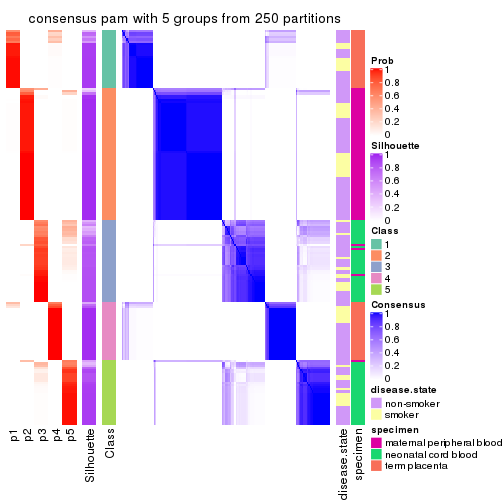 consensus pam with 5 groups from 250 partitions
Prob
1
0.8
0.6
0.4
0.2
0
Silhouette
1
0.8
0.6
0.4
0.2
0
Class
1
2
3
4
5
Consensus
1
0.8
0.6
0.4
0.2
0
disease.state
non-smoker
smoker
specimen
maternal peripheral blood
neonatal cord blood
term placenta
p1
p2
p3
p4
p5
Silhouette
Class
disease.state
specimen